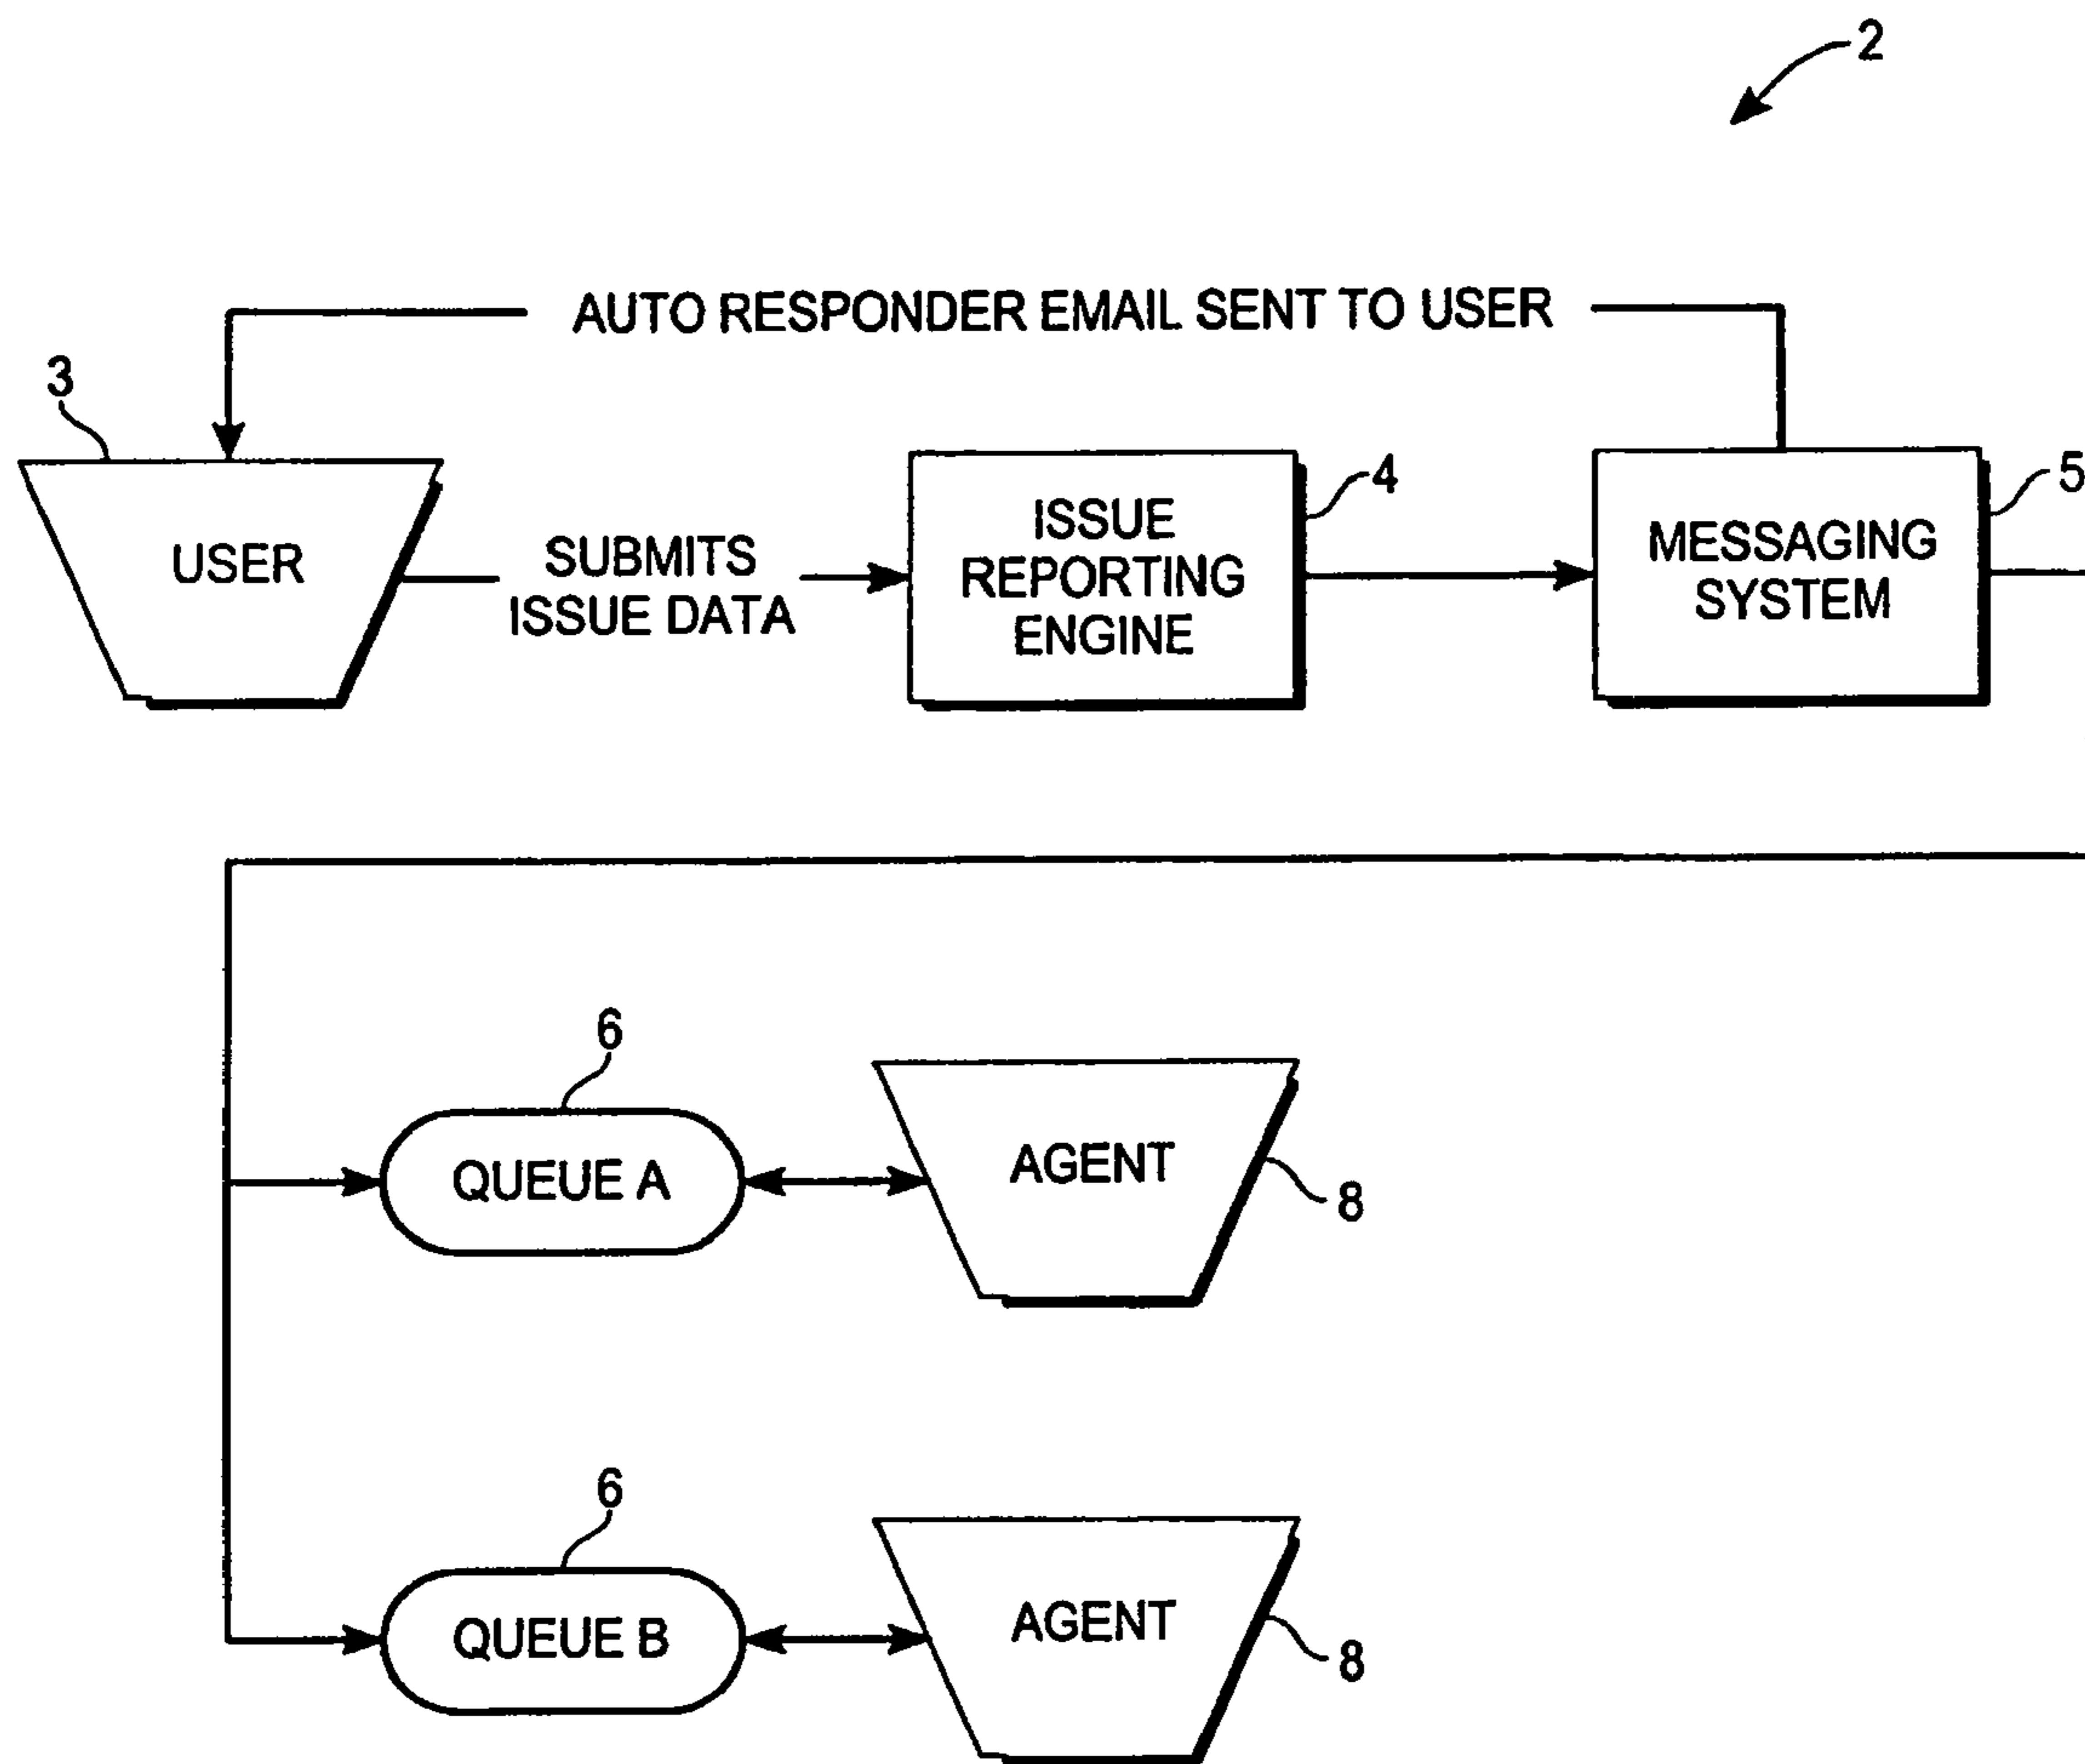 2
AUTO RESPONDER EMAIL SENT TO USER
3
USER
SUBMITS
ISSUE DATA
ISSUE
REPORTING
ENGINE
4
MESSAGING
SYSTEM
5
6
QUEUE A
AGENT
8
6
QUEUE B
AGENT
8